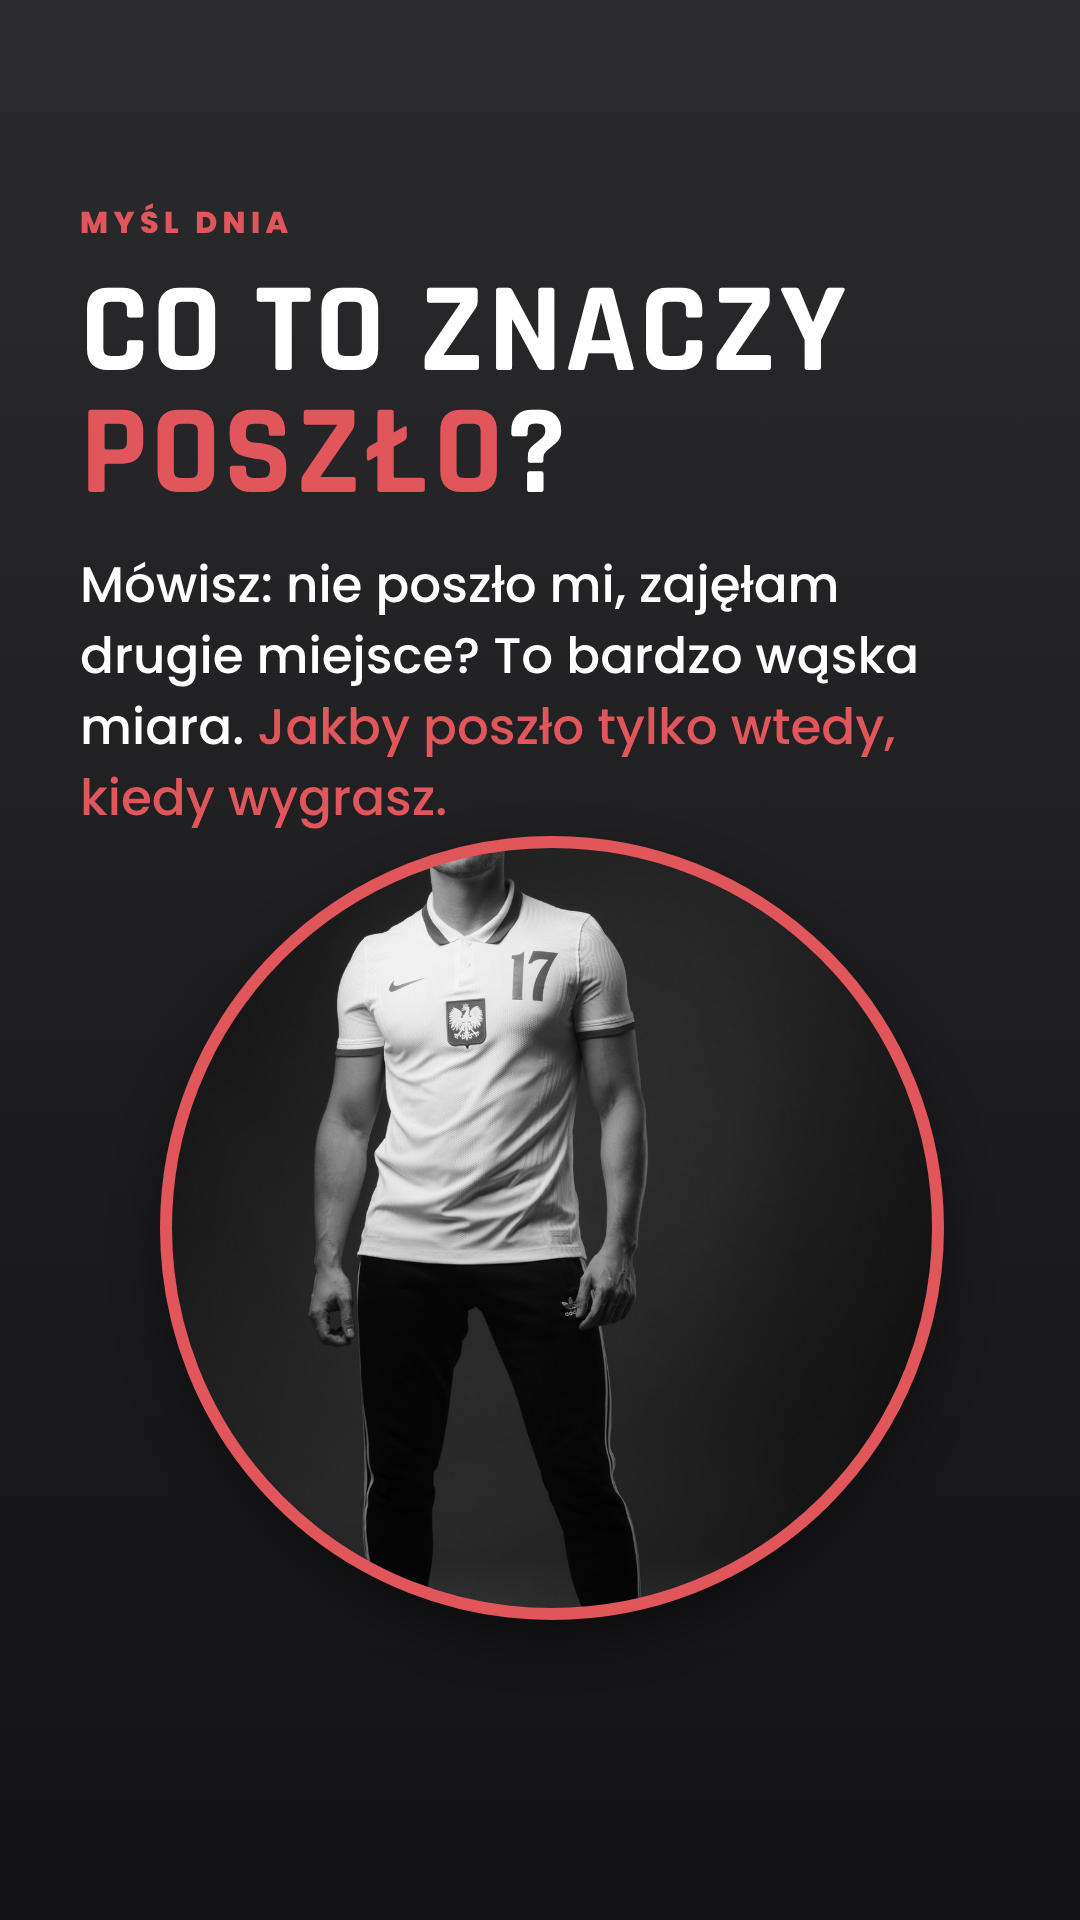 MYŚL DNIA
CO TO ZNACZY
POSZŁO?
Mówisz: nie poszło mi, zajęłam
drugie miejsce? To bardzo wąska
miara. Jakby poszło tylko wtedy,
kiedy wygrasz.
17